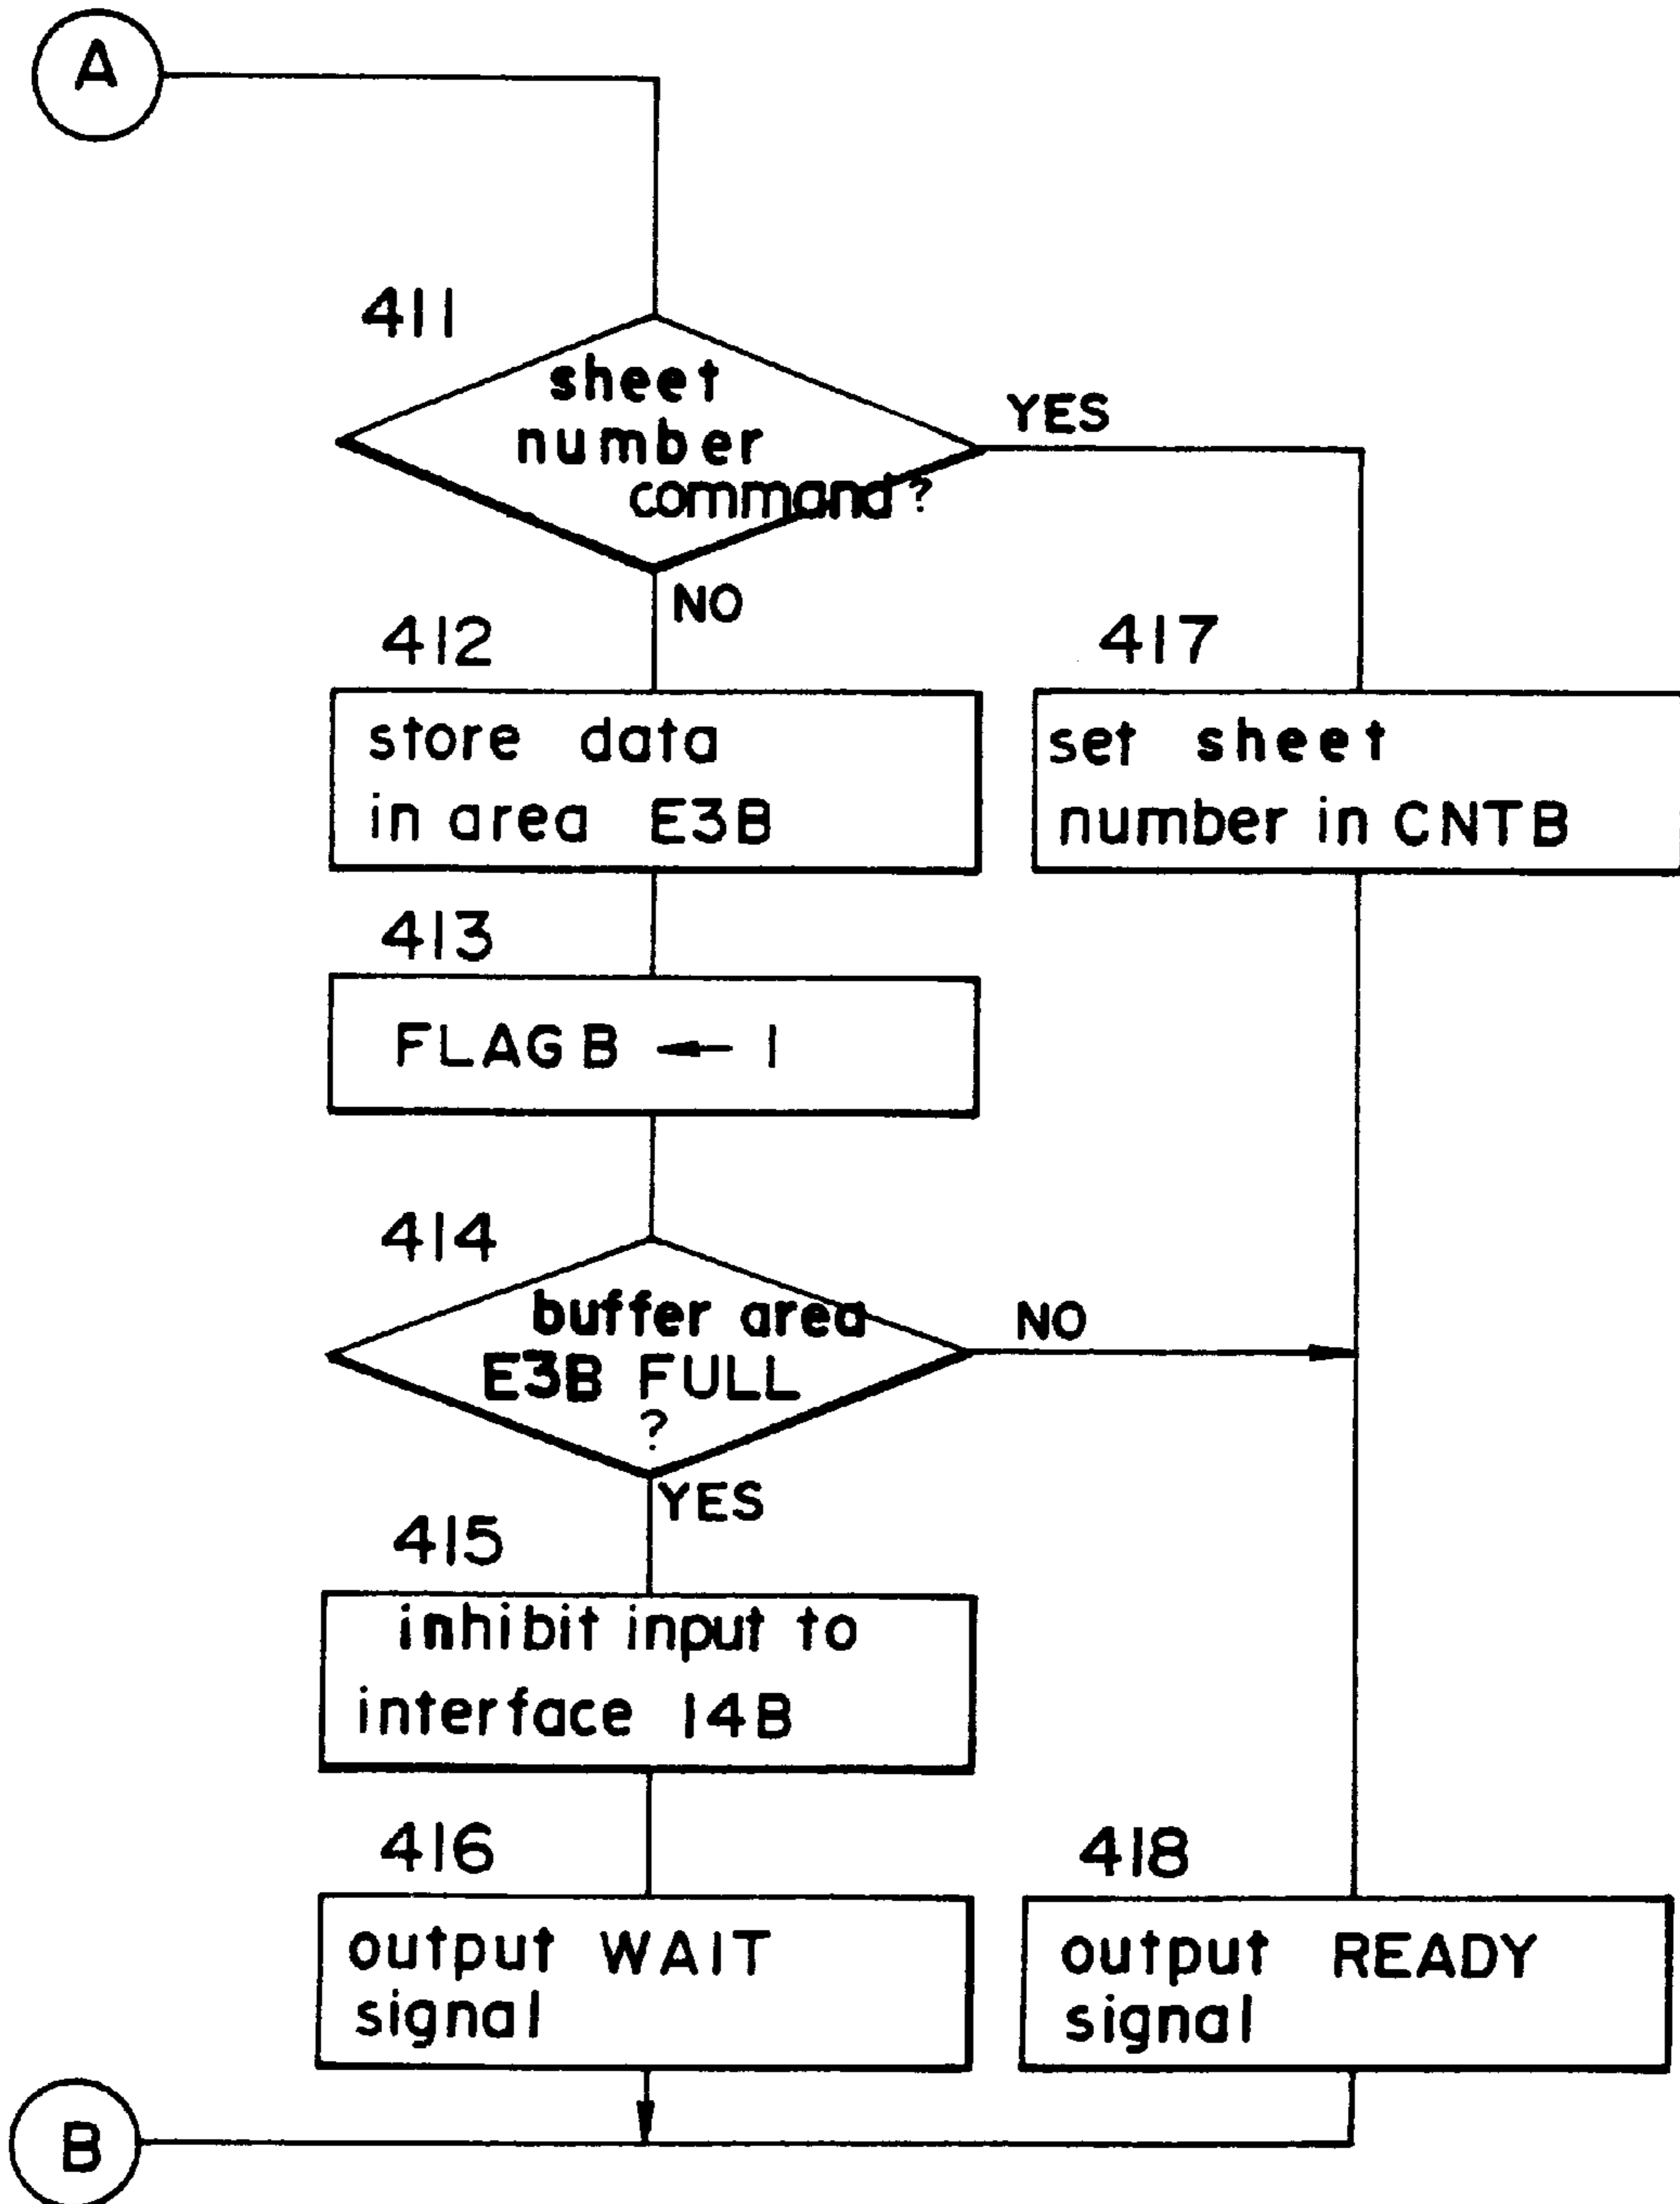 A
411
sheet
number
command?
YES
NO
412
store data
in area E3B
417
set sheet
number in CNTB
413
FLAG B ← 1
414
buffer area
E3B FULL
?
NO
YES
415
inhibit input to
interface 14B
416
output WAIT
signal
418
output READY
signal
B